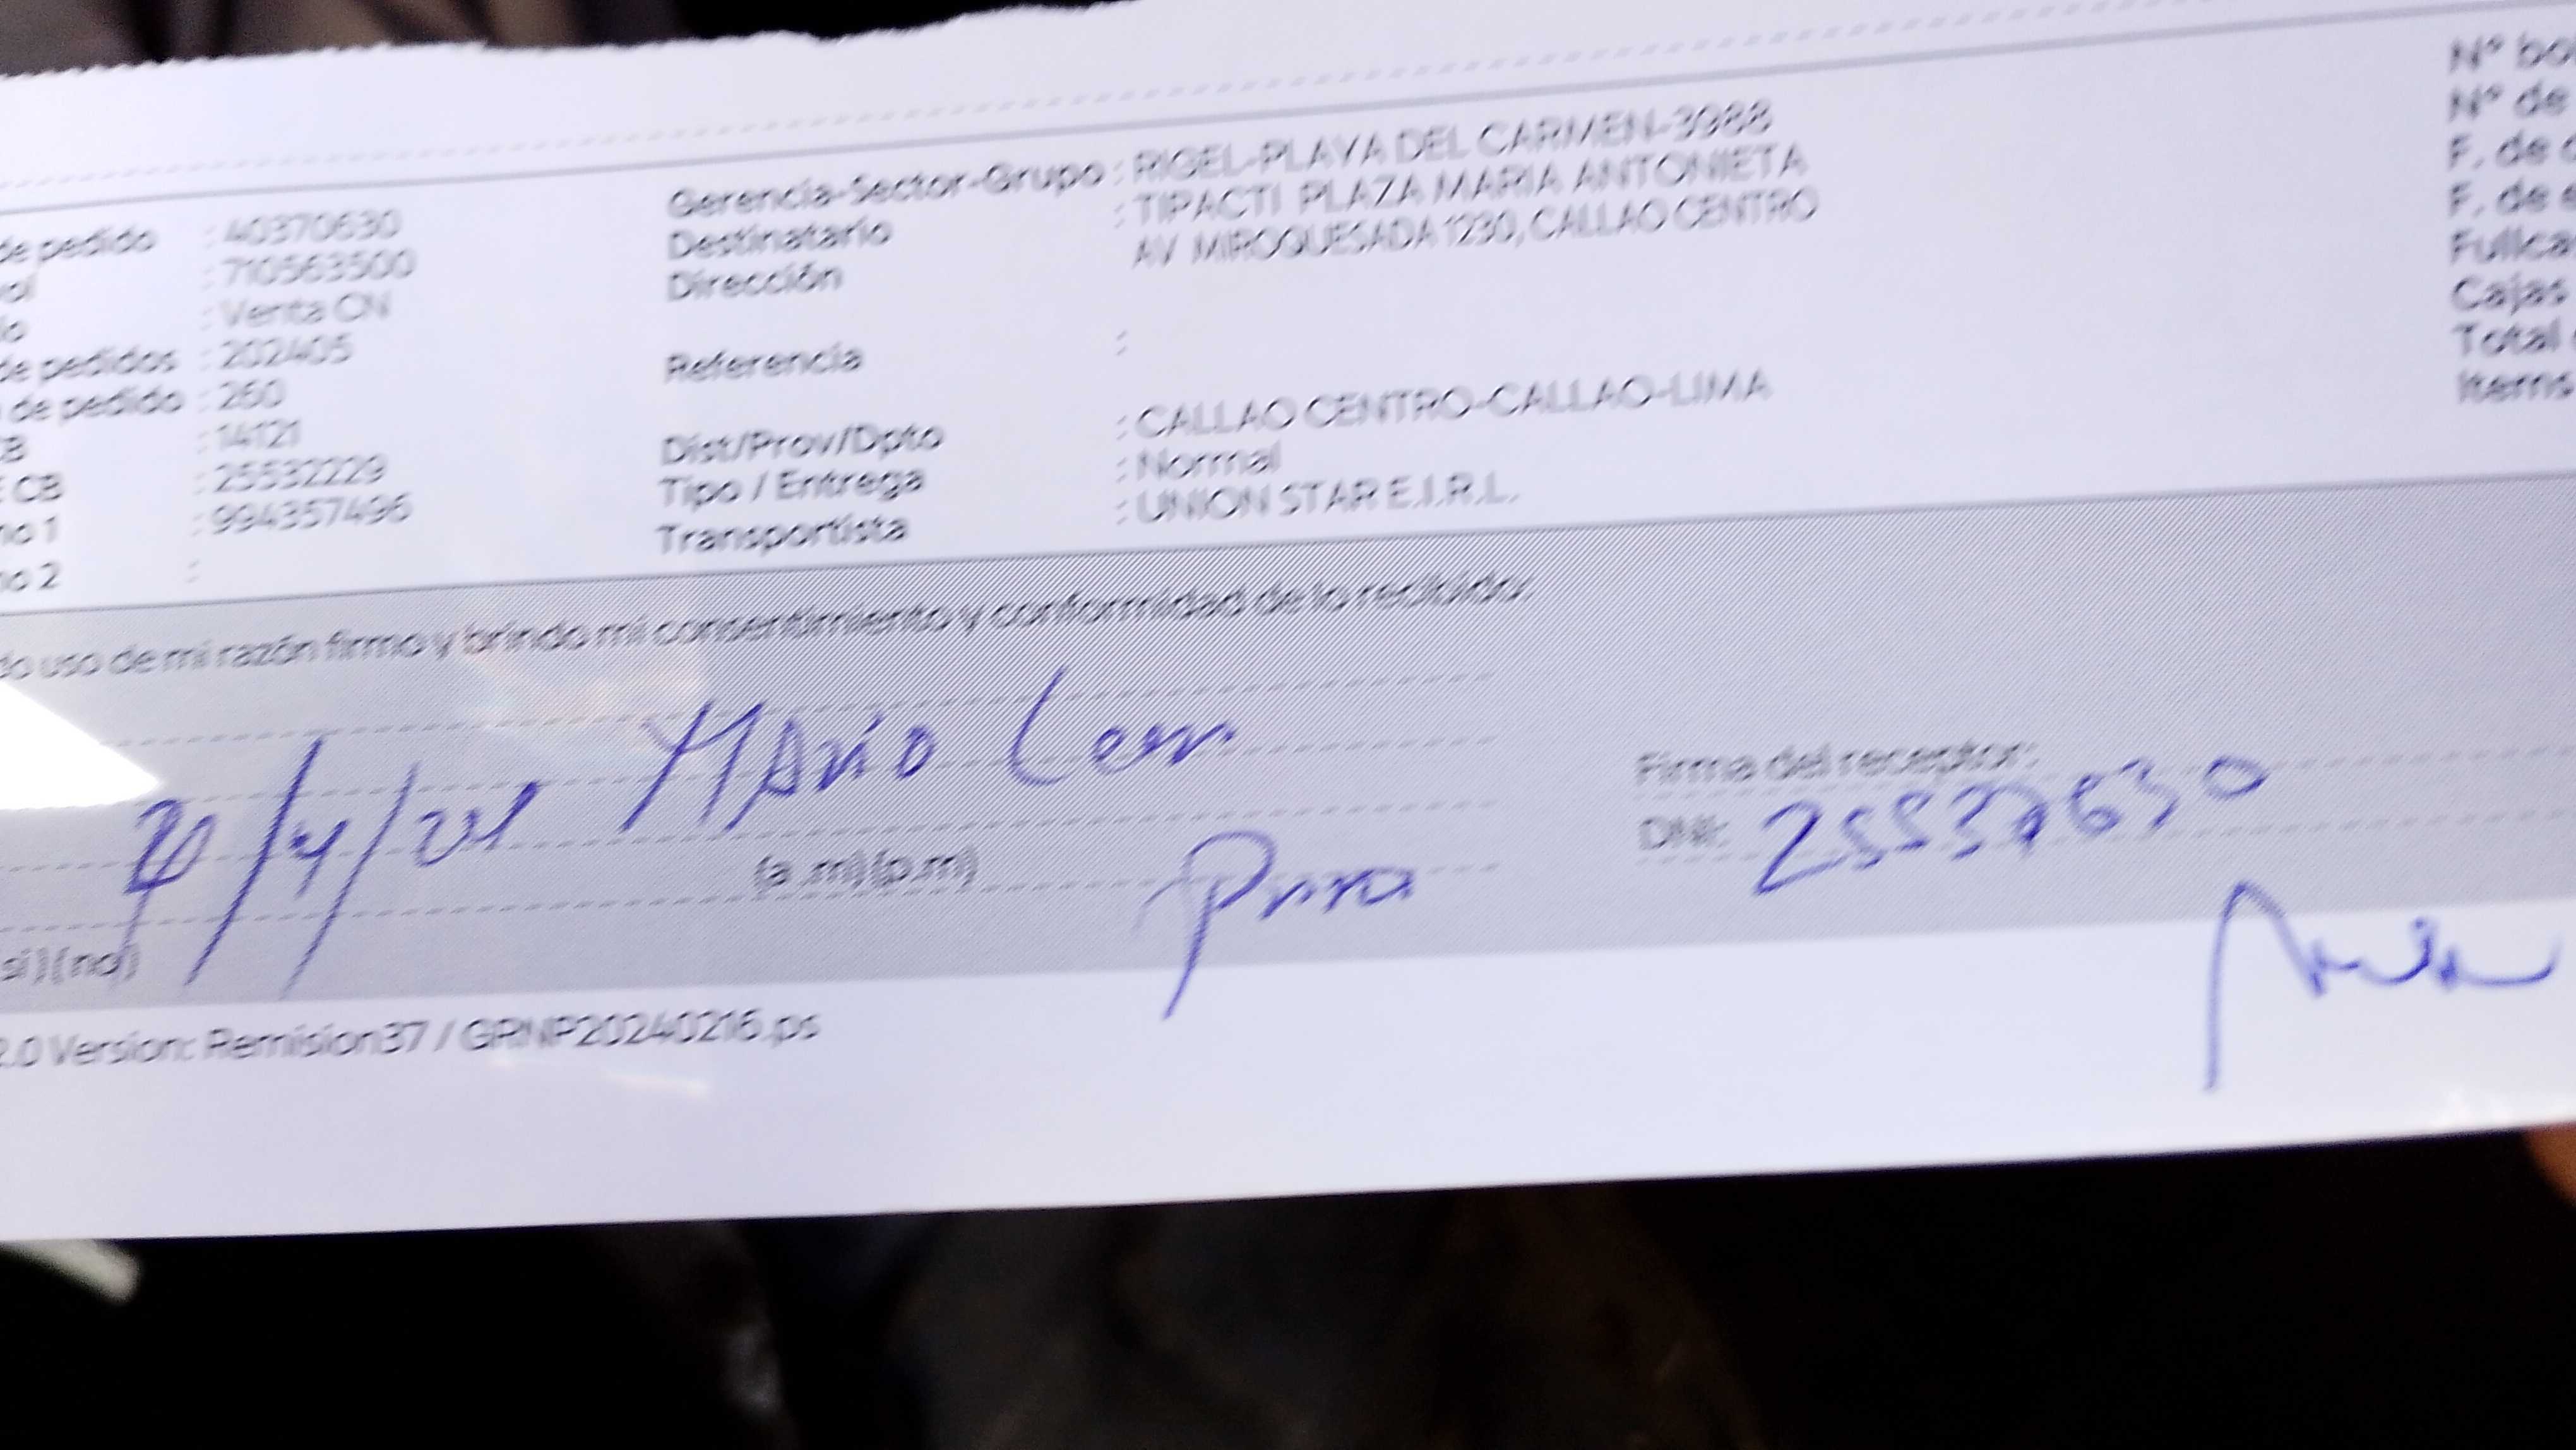 Nº
Nº de
F. de
F. de
Fullca
Cajas
Total
Items
de pedido : 40370630
: 710563500
: Venta CN
de pedidos : 202405
de pedido : 260
CB : 14121
CB : 25532229
no 1 : 994357496
no 2 :
Gerencia-Sector-Grupo : RIGEL-PLAYA DEL CARMEN-3988
Destinatario : TIPACTI PLAZA MARIA ANTONIETA
Dirección AV MIROQUESADA 1230, CALLAO CENTRO
Referencia :
Dist/Prov/Dpto : CALLAO CENTRO-CALLAO-LIMA
Tipo / Entrega : Normal
Transportista : UNION STAR E.I.R.L.
do uso de mi razón firmo y brindo mi consentimiento y conformidad de lo recibido.
Mario
(a .m)(p.m)
Firma del receptor:
DNI:
si)(no)
2.0 Version: Remision37 / GRNP20240216.ps